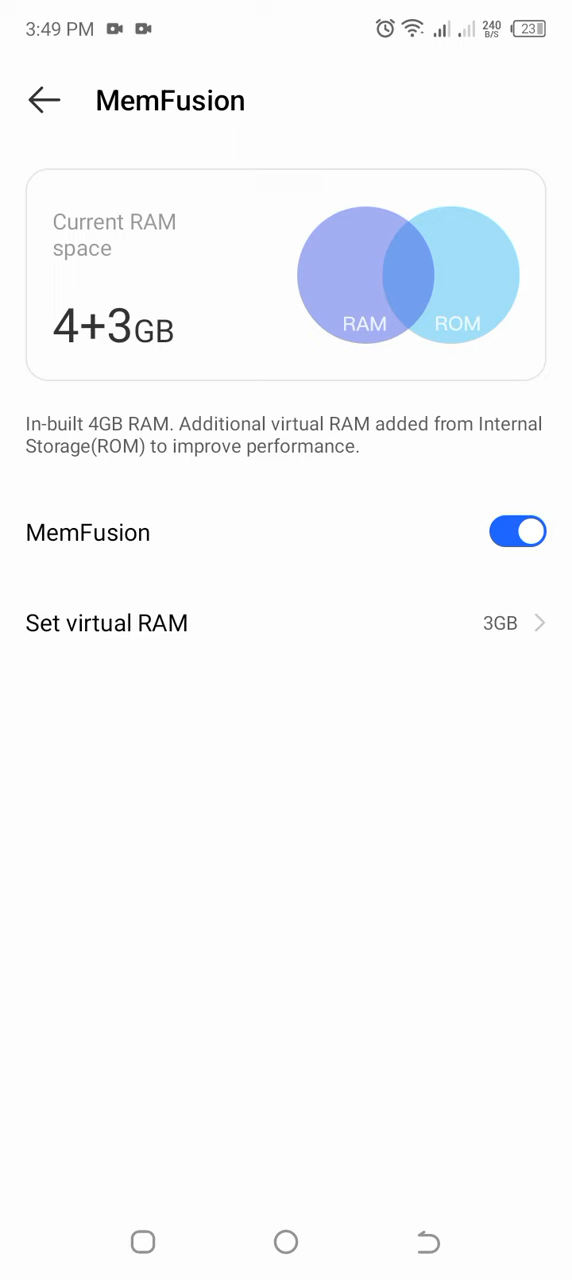 3:49 PM 240 B/S 23
MemFusion
Current RAM
space
4+3GB
RAM ROM
In-built 4GB RAM. Additional virtual RAM added from Internal
Storage(ROM) to improve performance.
MemFusion
Set virtual RAM 3GB